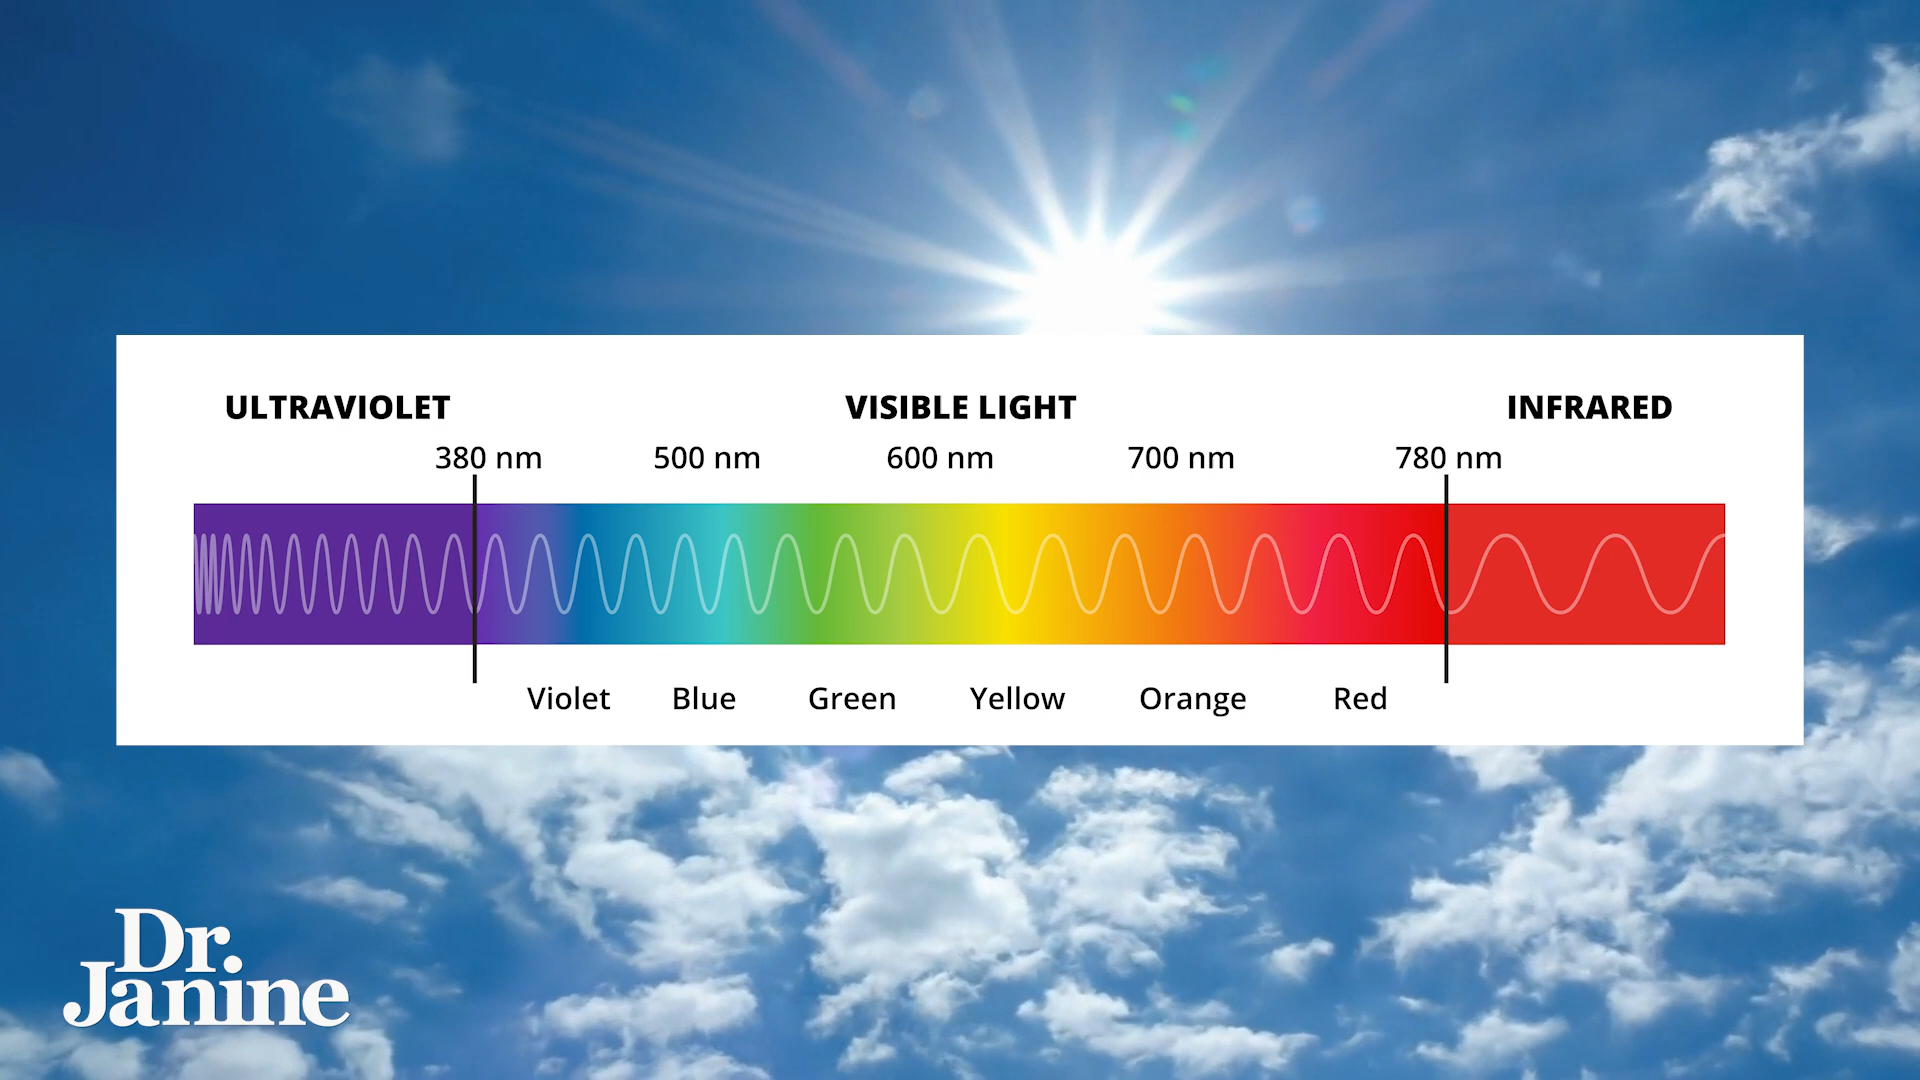 ULTRAVIOLET VISIBLE LIGHT INFRARED
380 nm 500 nm 600 nm 700 nm 780 nm
Violet Blue Green Yellow Orange Red
Dr.
Janine